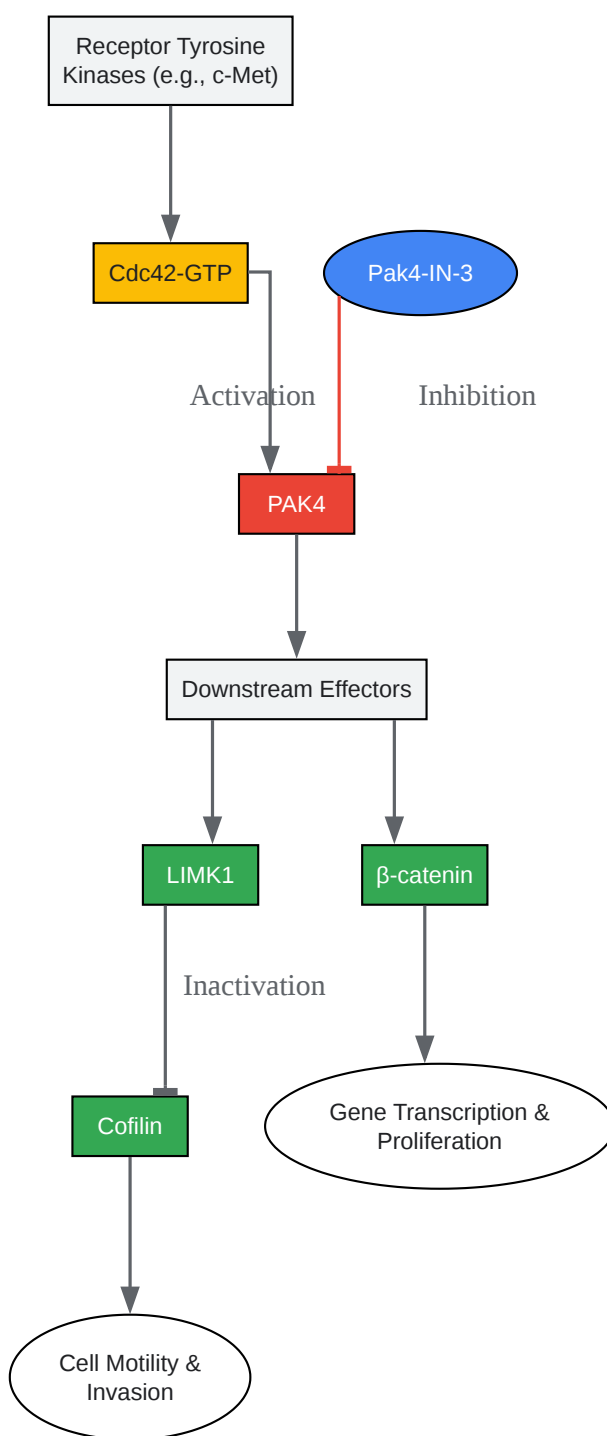 Receptor Tyrosine
Kinases (e.g., c-Met)
Cdc42-GTP
Pak4-IN-3
Activation
Inhibition
PAK4
Downstream Effectors
LIMK1
β-catenin
Inactivation
Cofilin
Gene Transcription &
Proliferation
Cell Motility &
Invasion